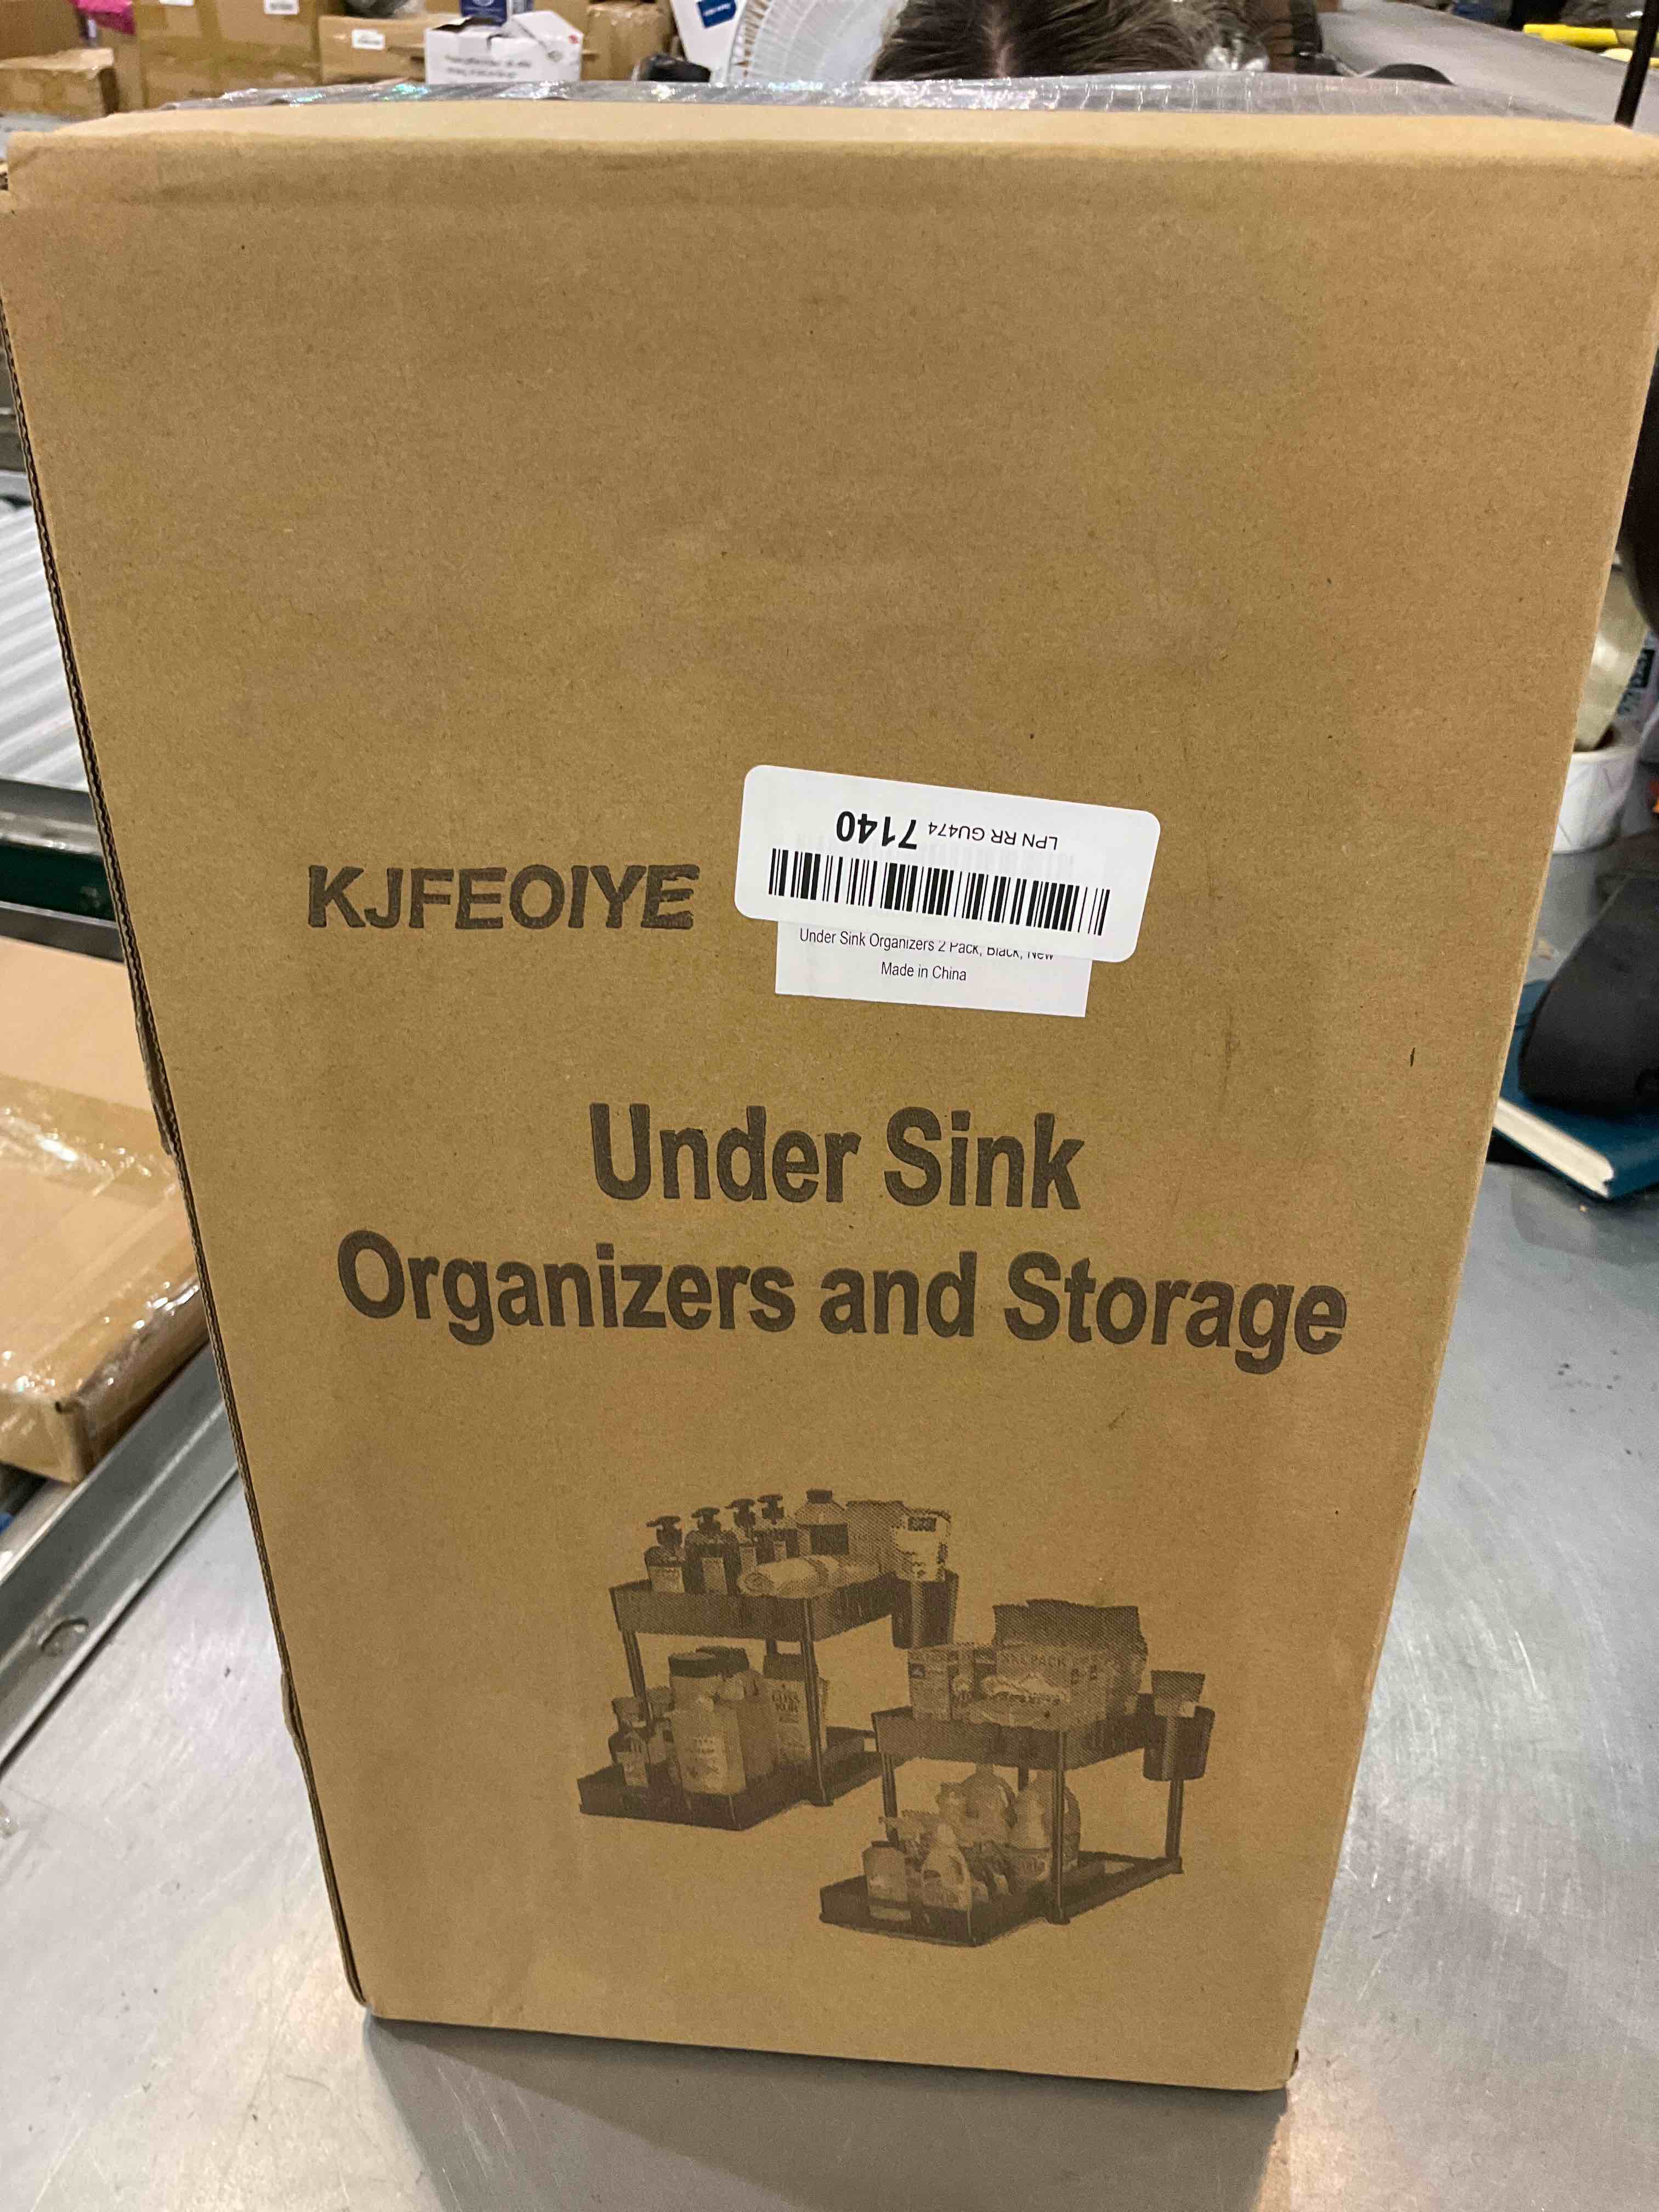 KJFEOIYE
LPN RR GU474 7140
Under Sink Organizers 2 Pack, Black, New
Made in China
Under Sink
Organizers and Storage